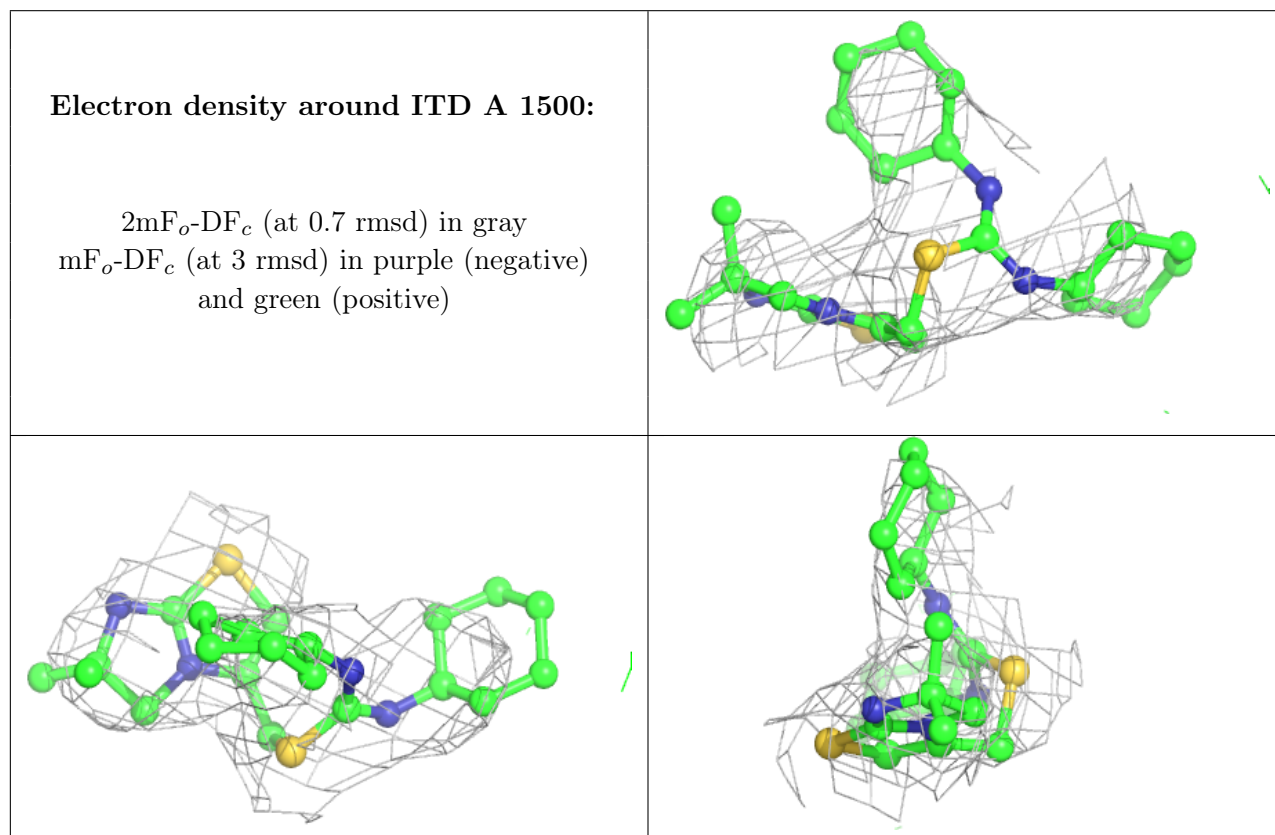 Electron density around ITD A 1500:
2mFo-DFc (at 0.7 rmsd) in gray
mFo-DFc (at 3 rmsd) in purple (negative)
and green (positive)